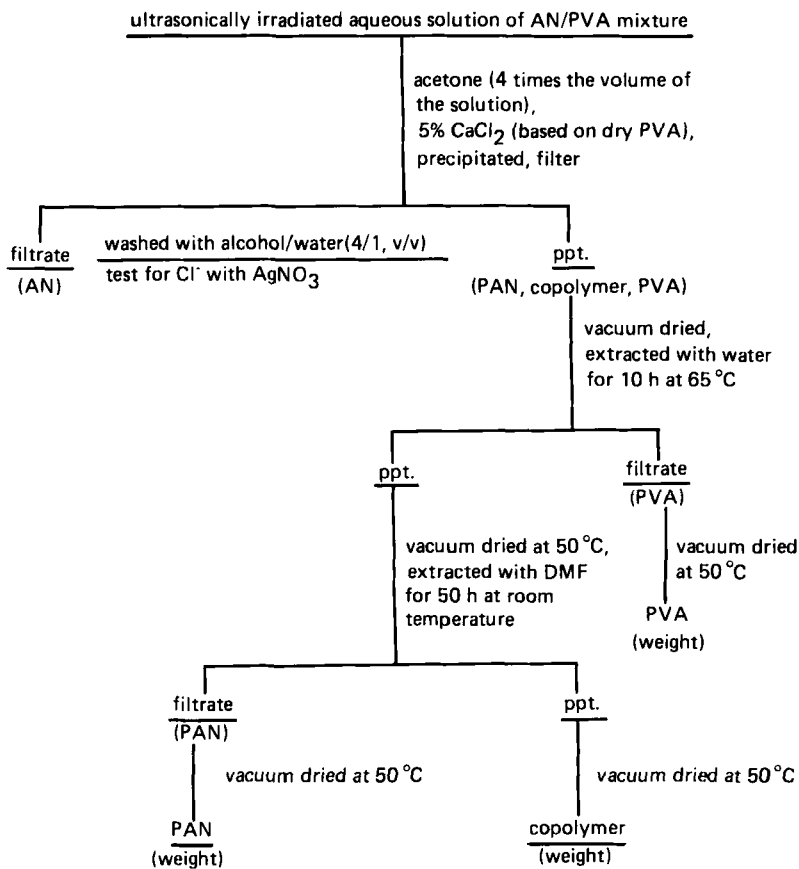 ultrasonically irradiated aqueous solution of AN/PVA mixture
acetone (4 times the volume of
the solution),
5% CaCl₂ (based on dry PVA),
precipitated, filter
filtrate
(AN)
washed with alcohol/water(4/1, v/v)
test for Cl⁻ with AgNO₃
ppt.
(PAN, copolymer, PVA)
vacuum dried,
extracted with water
for 10 h at 65 °C
ppt.
filtrate
(PVA)
vacuum dried at 50 °C,
extracted with DMF
for 50 h at room
temperature
vacuum dried
at 50 °C
PVA
(weight)
filtrate
(PAN)
ppt.
vacuum dried at 50 °C
vacuum dried at 50 °C
PAN
(weight)
copolymer
(weight)